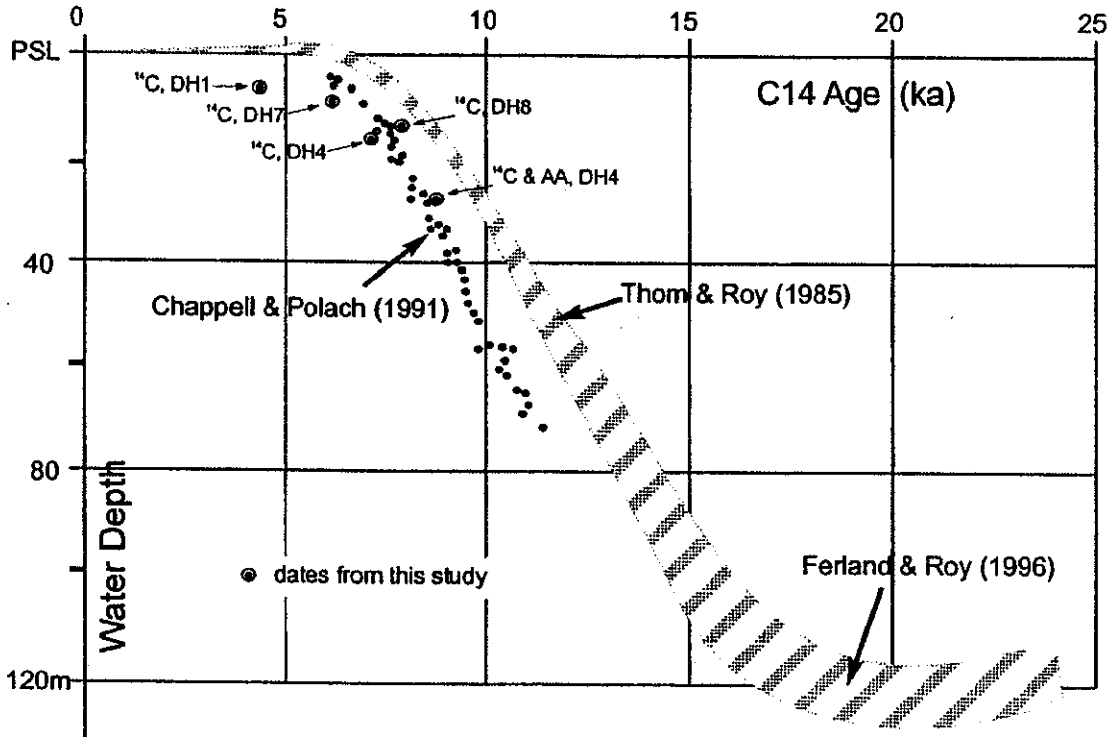 0 5 10 15 20 25
PSL
C14 Age (ka)
¹⁴C, DH1
¹⁴C, DH7
¹⁴C, DH8
¹⁴C, DH4
¹⁴C & AA, DH4
40
Chappell & Polach (1991)
Thom & Roy (1985)
80
Water Depth
dates from this study
Ferland & Roy (1996)
120m